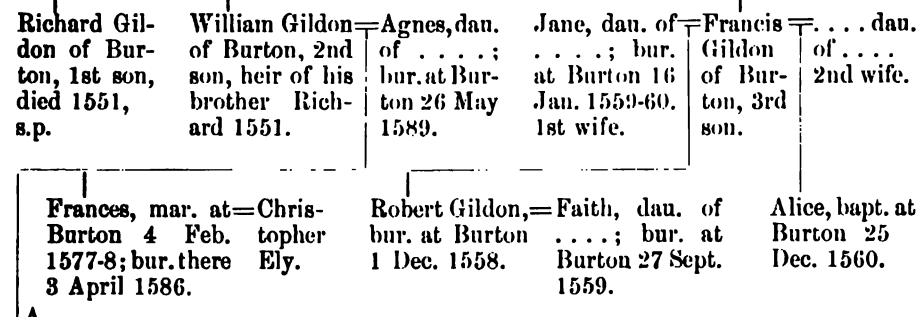 Richard Gil-
don of Bur-
ton, 1st son,
died 1551,
s.p.
William Gildon=
of Burton, 2nd
son, heir of his
brother Rich-
ard 1551.
Agnes, dau.
of . . . . ;
bur. at Bur-
ton 26 May
1589.
Jane, dau. of=
. . . . ; bur.
at Burton 16
Jan. 1559-60.
1st wife.
Francis=
Gildon
of Bur-
ton, 3rd
son.
. . . . dau.
of . . . .
2nd wife.
Frances, mar. at=
Burton 4 Feb.
1577-8; bur. there
3 April 1586.
Chris-
topher
Ely.
Robert Gildon,=
bur. at Burton
1 Dec. 1558.
Faith, dau. of
. . . . ; bur. at
Burton 27 Sept.
1559.
Alice, bapt. at
Burton 25
Dec. 1560.
A